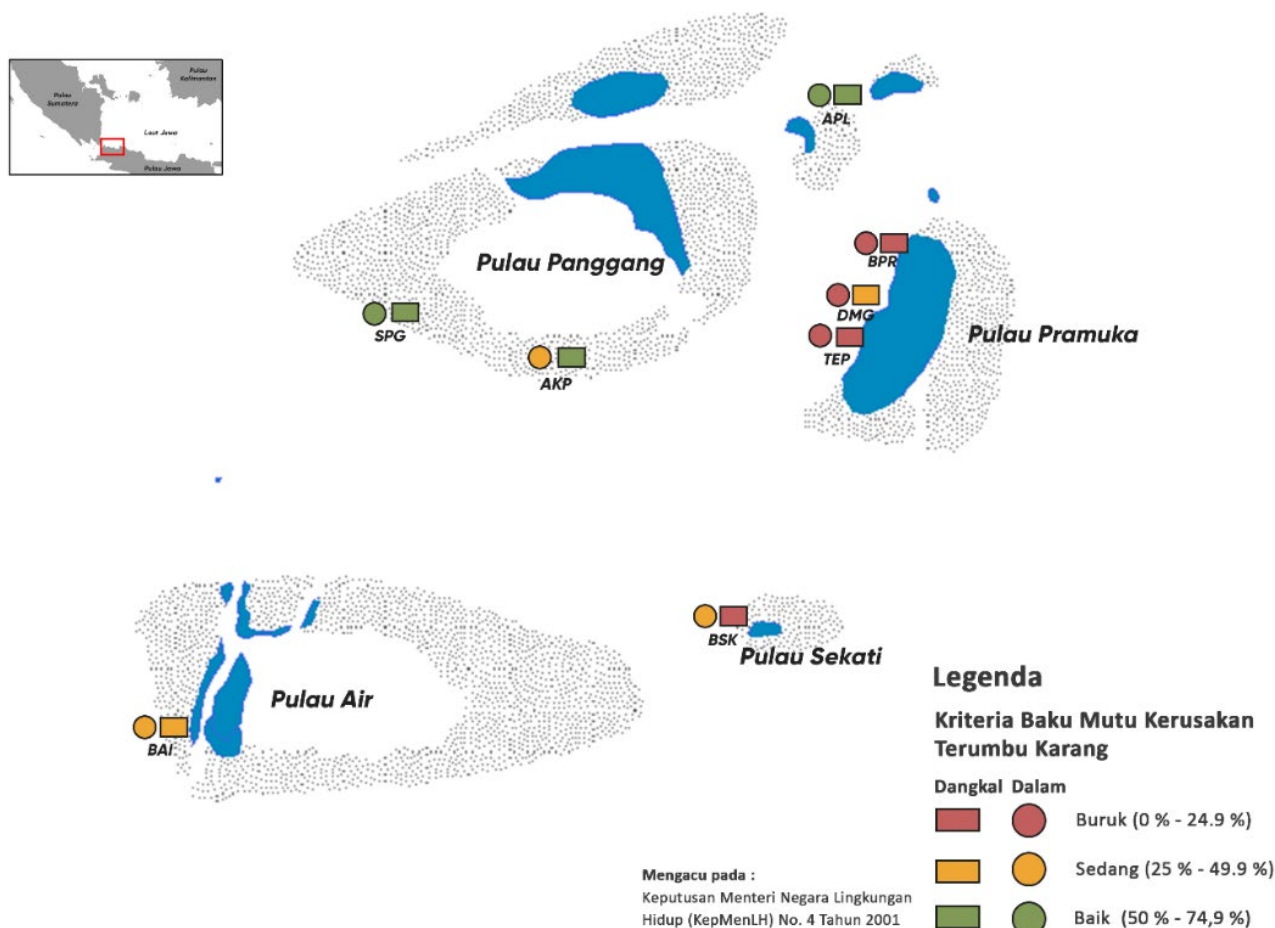 Pulau
Kalimantan
Pulau
Sumatera
Laut Jawa
Pulau Jawa
APL
Pulau Panggang
BPR
DMG
SPG
TEP
Pulau Pramuka
AKP
BSK
Pulau Sekati
Pulau Air
BAI
Legenda
Kriteria Baku Mutu Kerusakan
Terumbu Karang
Dangkal Dalam
Buruk (0 % - 24.9 %)
Sedang (25 % - 49.9 %)
Baik (50 % - 74,9 %)
Mengacu pada :
Keputusan Menteri Negara Lingkungan
Hidup (KepMenLH) No. 4 Tahun 2001